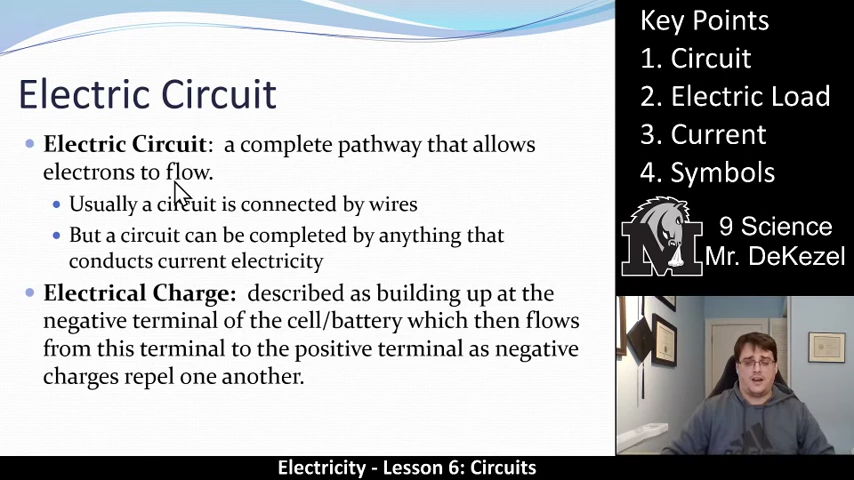 Electric Circuit
Electric Circuit: a complete pathway that allows
electrons to flow.
Usually a circuit is connected by wires
But a circuit can be completed by anything that
conducts current electricity
Electrical Charge: described as building up at the
negative terminal of the cell/battery which then flows
from this terminal to the positive terminal as negative
charges repel one another.
Key Points
1. Circuit
2. Electric Load
3. Current
4. Symbols
M
9 Science
Mr. DeKezel
Electricity - Lesson 6: Circuits